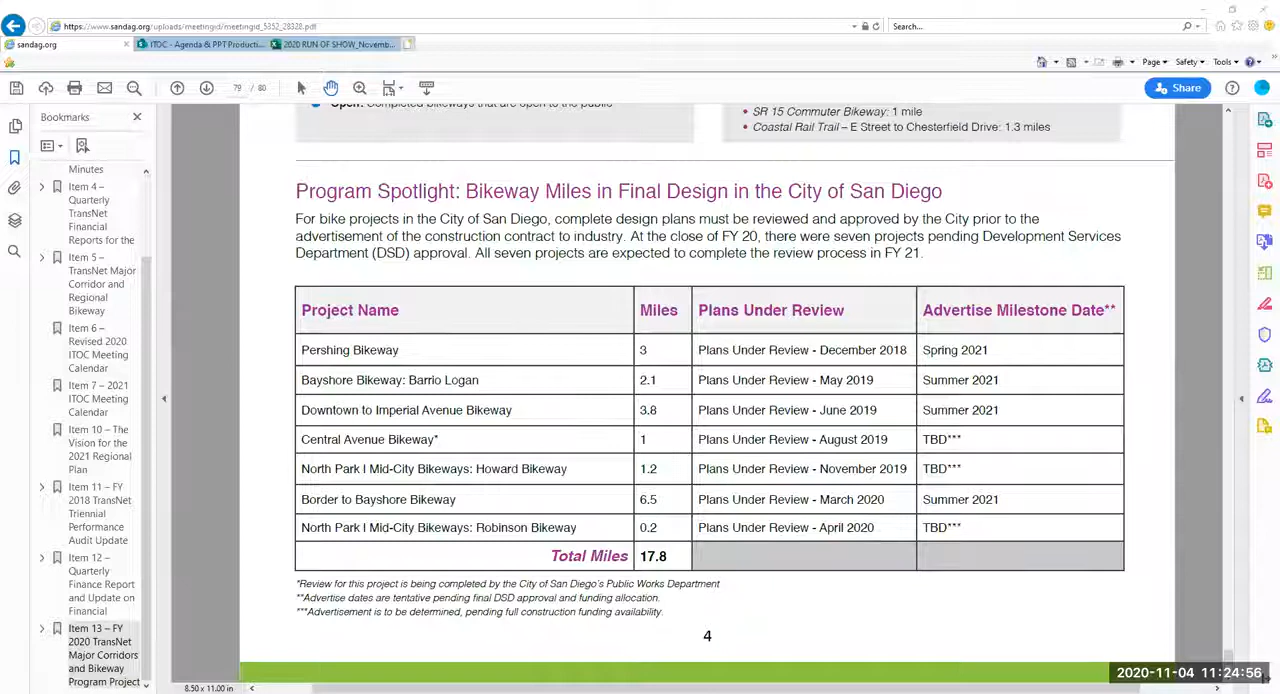 https://www.sandag.org/uploads/meetingid/meetingid_5352_28328.pdf
Search...
sandag.org
ITOC - Agenda & PPT Producti...
2020 RUN OF SHOW_Novemb...
Page
Safety
Tools
79 / 80
Share
Bookmarks
Minutes
Item 4 –
Quarterly
TransNet
Financial
Reports for the
Item 5 –
TransNet Major
Corridor and
Regional
Bikeway
Item 6 –
Revised 2020
ITOC Meeting
Calendar
Item 7 – 2021
ITOC Meeting
Calendar
Item 10 – The
Vision for the
2021 Regional
Plan
Item 11 – FY
2018 TransNet
Triennial
Performance
Audit Update
Item 12 –
Quarterly
Finance Report
and Update on
Financial
Item 13 – FY
2020 TransNet
Major Corridors
and Bikeway
Program Project
Open: Completed bikeways that are open to the public
• SR 15 Commuter Bikeway: 1 mile
• Coastal Rail Trail – E Street to Chesterfield Drive: 1.3 miles
Program Spotlight: Bikeway Miles in Final Design in the City of San Diego
For bike projects in the City of San Diego, complete design plans must be reviewed and approved by the City prior to the
advertisement of the construction contract to industry. At the close of FY 20, there were seven projects pending Development Services
Department (DSD) approval. All seven projects are expected to complete the review process in FY 21.
Project Name Miles Plans Under Review Advertise Milestone Date**
Pershing Bikeway 3 Plans Under Review - December 2018 Spring 2021
Bayshore Bikeway: Barrio Logan 2.1 Plans Under Review - May 2019 Summer 2021
Downtown to Imperial Avenue Bikeway 3.8 Plans Under Review - June 2019 Summer 2021
Central Avenue Bikeway* 1 Plans Under Review - August 2019 TBD***
North Park | Mid-City Bikeways: Howard Bikeway 1.2 Plans Under Review - November 2019 TBD***
Border to Bayshore Bikeway 6.5 Plans Under Review - March 2020 Summer 2021
North Park | Mid-City Bikeways: Robinson Bikeway 0.2 Plans Under Review - April 2020 TBD***
Total Miles 17.8
*Review for this project is being completed by the City of San Diego's Public Works Department
**Advertise dates are tentative pending final DSD approval and funding allocation.
***Advertisement is to be determined, pending full construction funding availability.
4
8.50 x 11.00 in
2020-11-04 11:24:56